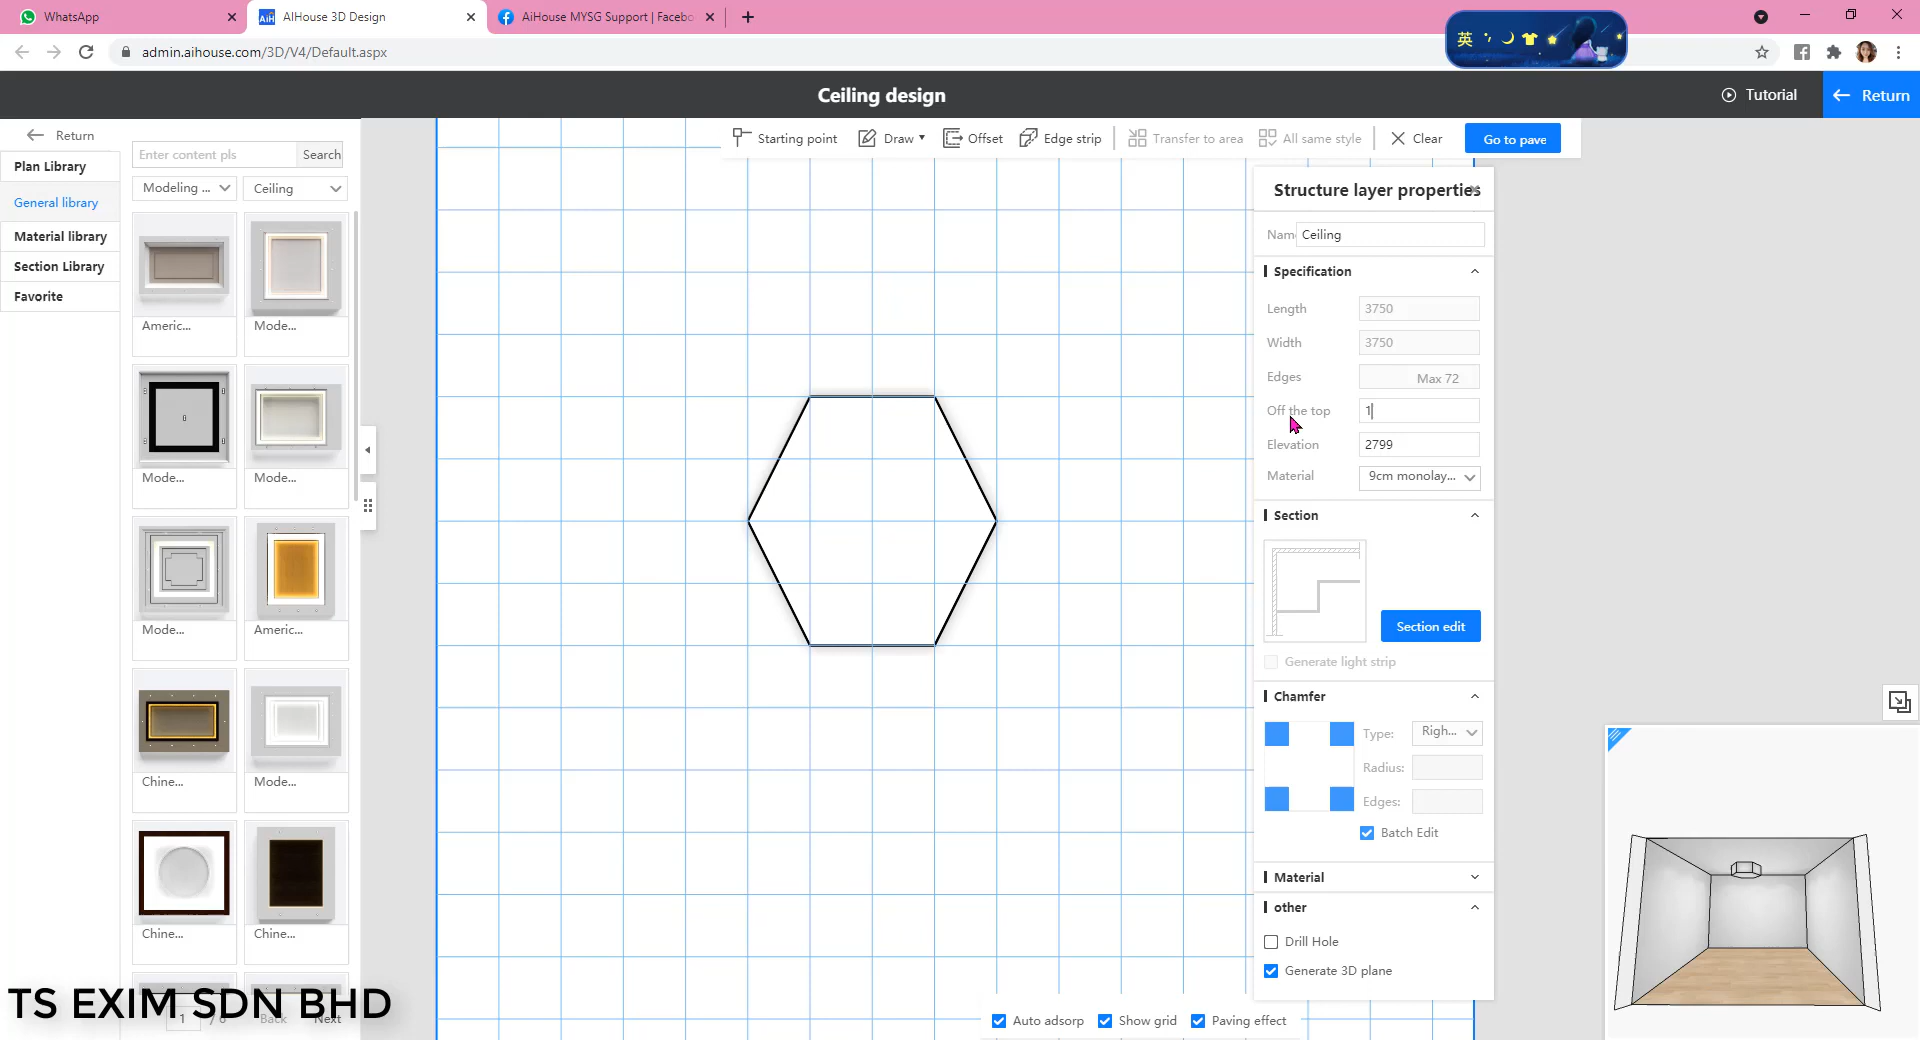 WhatsApp
AiH
AIHouse 3D Design
AiHouse MYSG Support | Facebo
英
admin.aihouse.com/3D/V4/Default.aspx
Ceiling design
Tutorial
Return
Return
Plan Library
General library
Material library
Section Library
Favorite
Enter content pls
Search
Modeling ...
Ceiling
Americ...
Mode...
Mode...
Mode...
Mode...
Americ...
Chine...
Mode...
Chine...
Chine...
1
Back
Next
TS EXIM SDN BHD
Starting point
Draw
Offset
Edge strip
Transfer to area
All same style
Clear
Go to pave
Structure layer properties
Nam
Ceiling
Specification
Length
3750
Width
3750
Edges
Max 72
Off the top
1
Elevation
2799
Material
9cm monolay...
Section
Section edit
Generate light strip
Chamfer
Type:
Righ...
Radius:
Edges:
Batch Edit
Material
other
Drill Hole
Generate 3D plane
Auto adsorp
Show grid
Paving effect